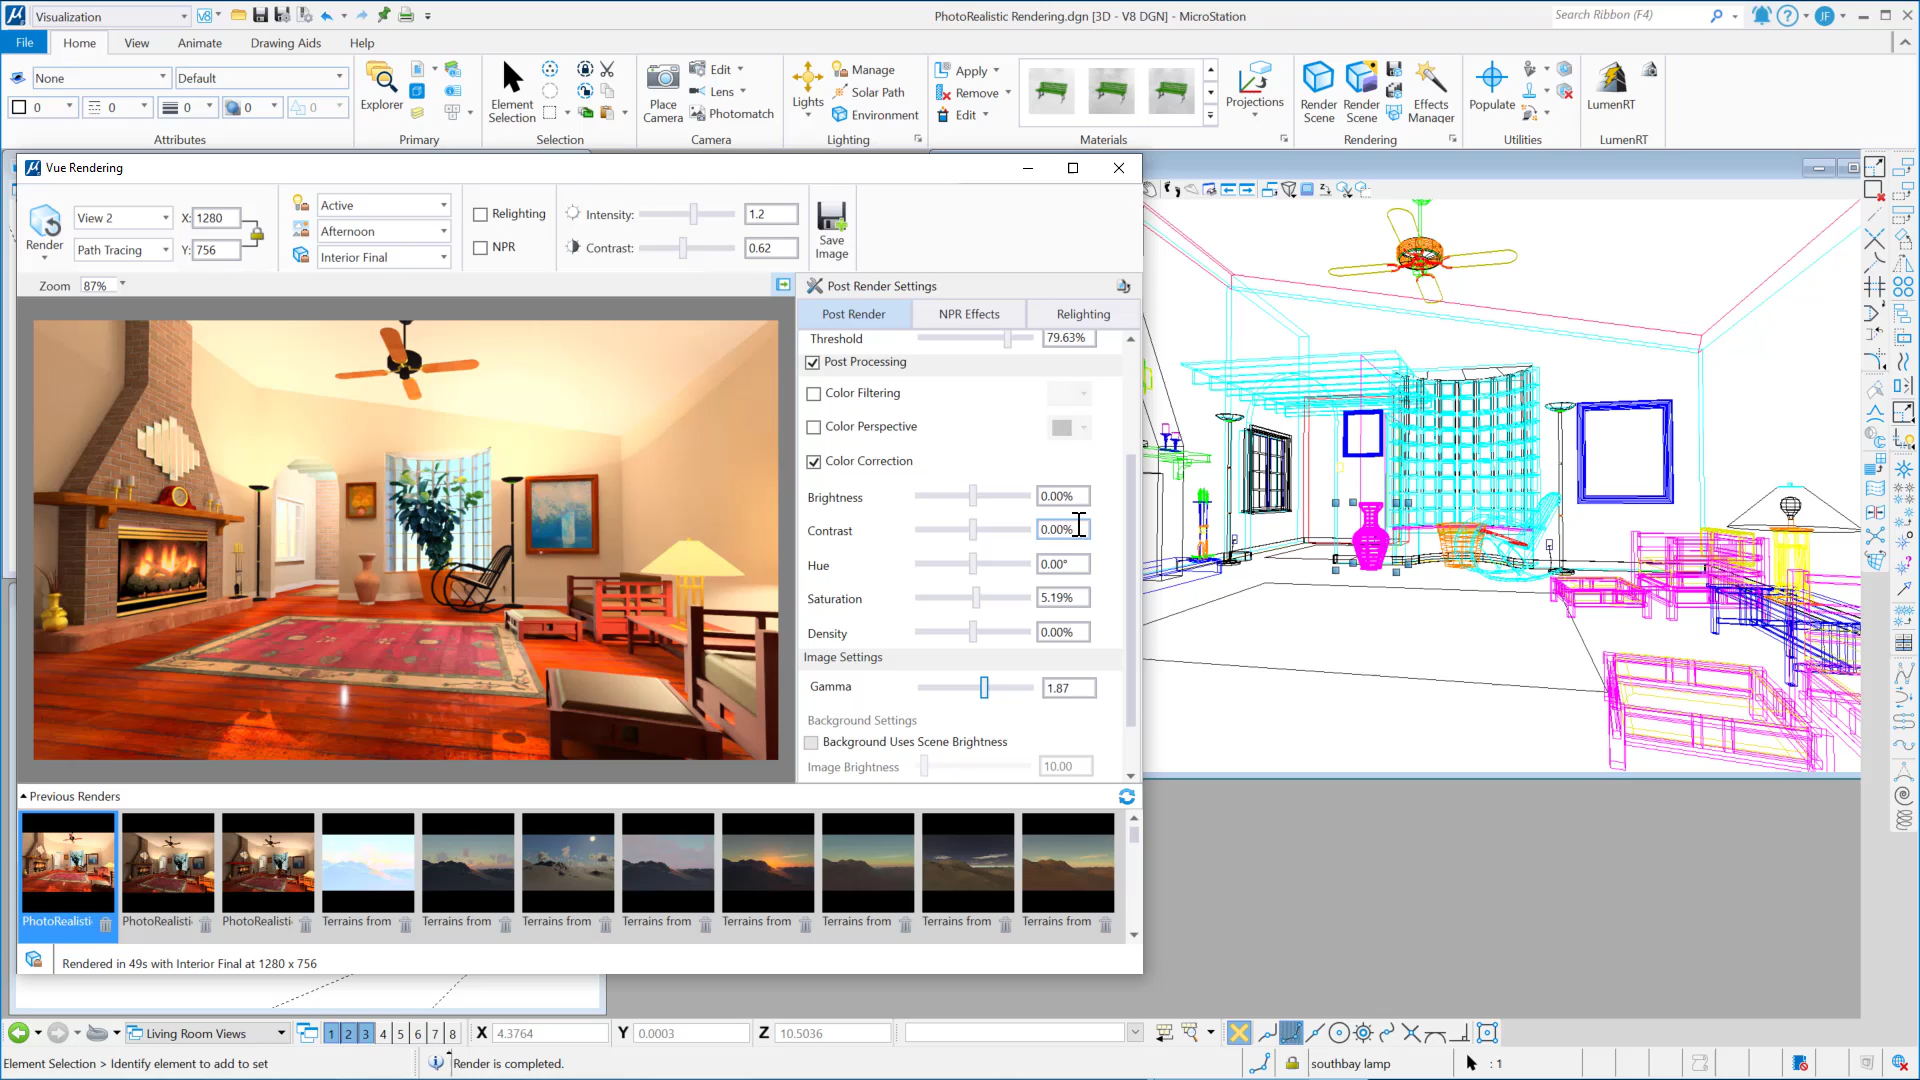 Visualization
V8
PhotoRealistic Rendering.dgn [3D - V8 DGN] - MicroStation
Search Ribbon (F4)
JF
File
Home
View
Animate
Drawing Aids
Help
None
Default
0
0
0
0
0
Attributes
Explorer
Primary
Element
Selection
Selection
Place
Camera
Edit
Lens
Photomatch
Camera
Lights
Manage
Solar Path
Environment
Lighting
Apply
Remove
Edit
Materials
Projections
Render
Scene
Render
Scene
Effects
Manager
Rendering
Populate
Utilities
LumenRT
LumenRT
Vue Rendering
Render
View 2
Path Tracing
X: 1280
Y: 756
Active
Afternoon
Interior Final
Relighting
NPR
Intensity: 1.2
Contrast: 0.62
Save
Image
Zoom 87%
Post Render Settings
Post Render
NPR Effects
Relighting
Threshold 79.63%
Post Processing
Color Filtering
Color Perspective
Color Correction
Brightness 0.00%
Contrast 0.00%
Hue 0.00°
Saturation 5.19%
Density 0.00%
Image Settings
Gamma 1.87
Background Settings
Background Uses Scene Brightness
Image Brightness 10.00
Previous Renders
PhotoRealisti
PhotoRealisti
PhotoRealisti
Terrains from
Terrains from
Terrains from
Terrains from
Terrains from
Terrains from
Terrains from
Terrains from
Rendered in 49s with Interior Final at 1280 x 756
Living Room Views
1 2 3 4 5 6 7 8
X 4.3764
Y 0.0003
Z 10.5036
Element Selection > Identify element to add to set
Render is completed.
southbay lamp
: 1